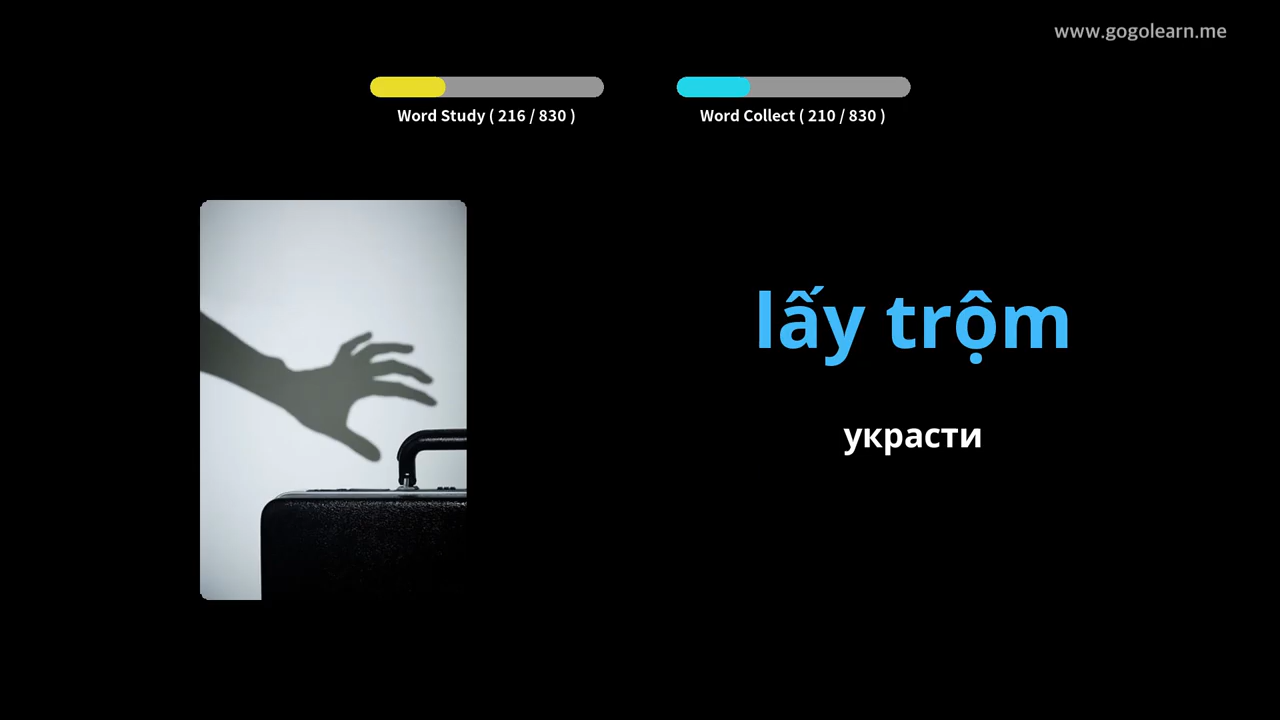 www.gogolearn.me
Word Study ( 216 / 830 )
Word Collect ( 210 / 830 )
lấy trộm
украсти